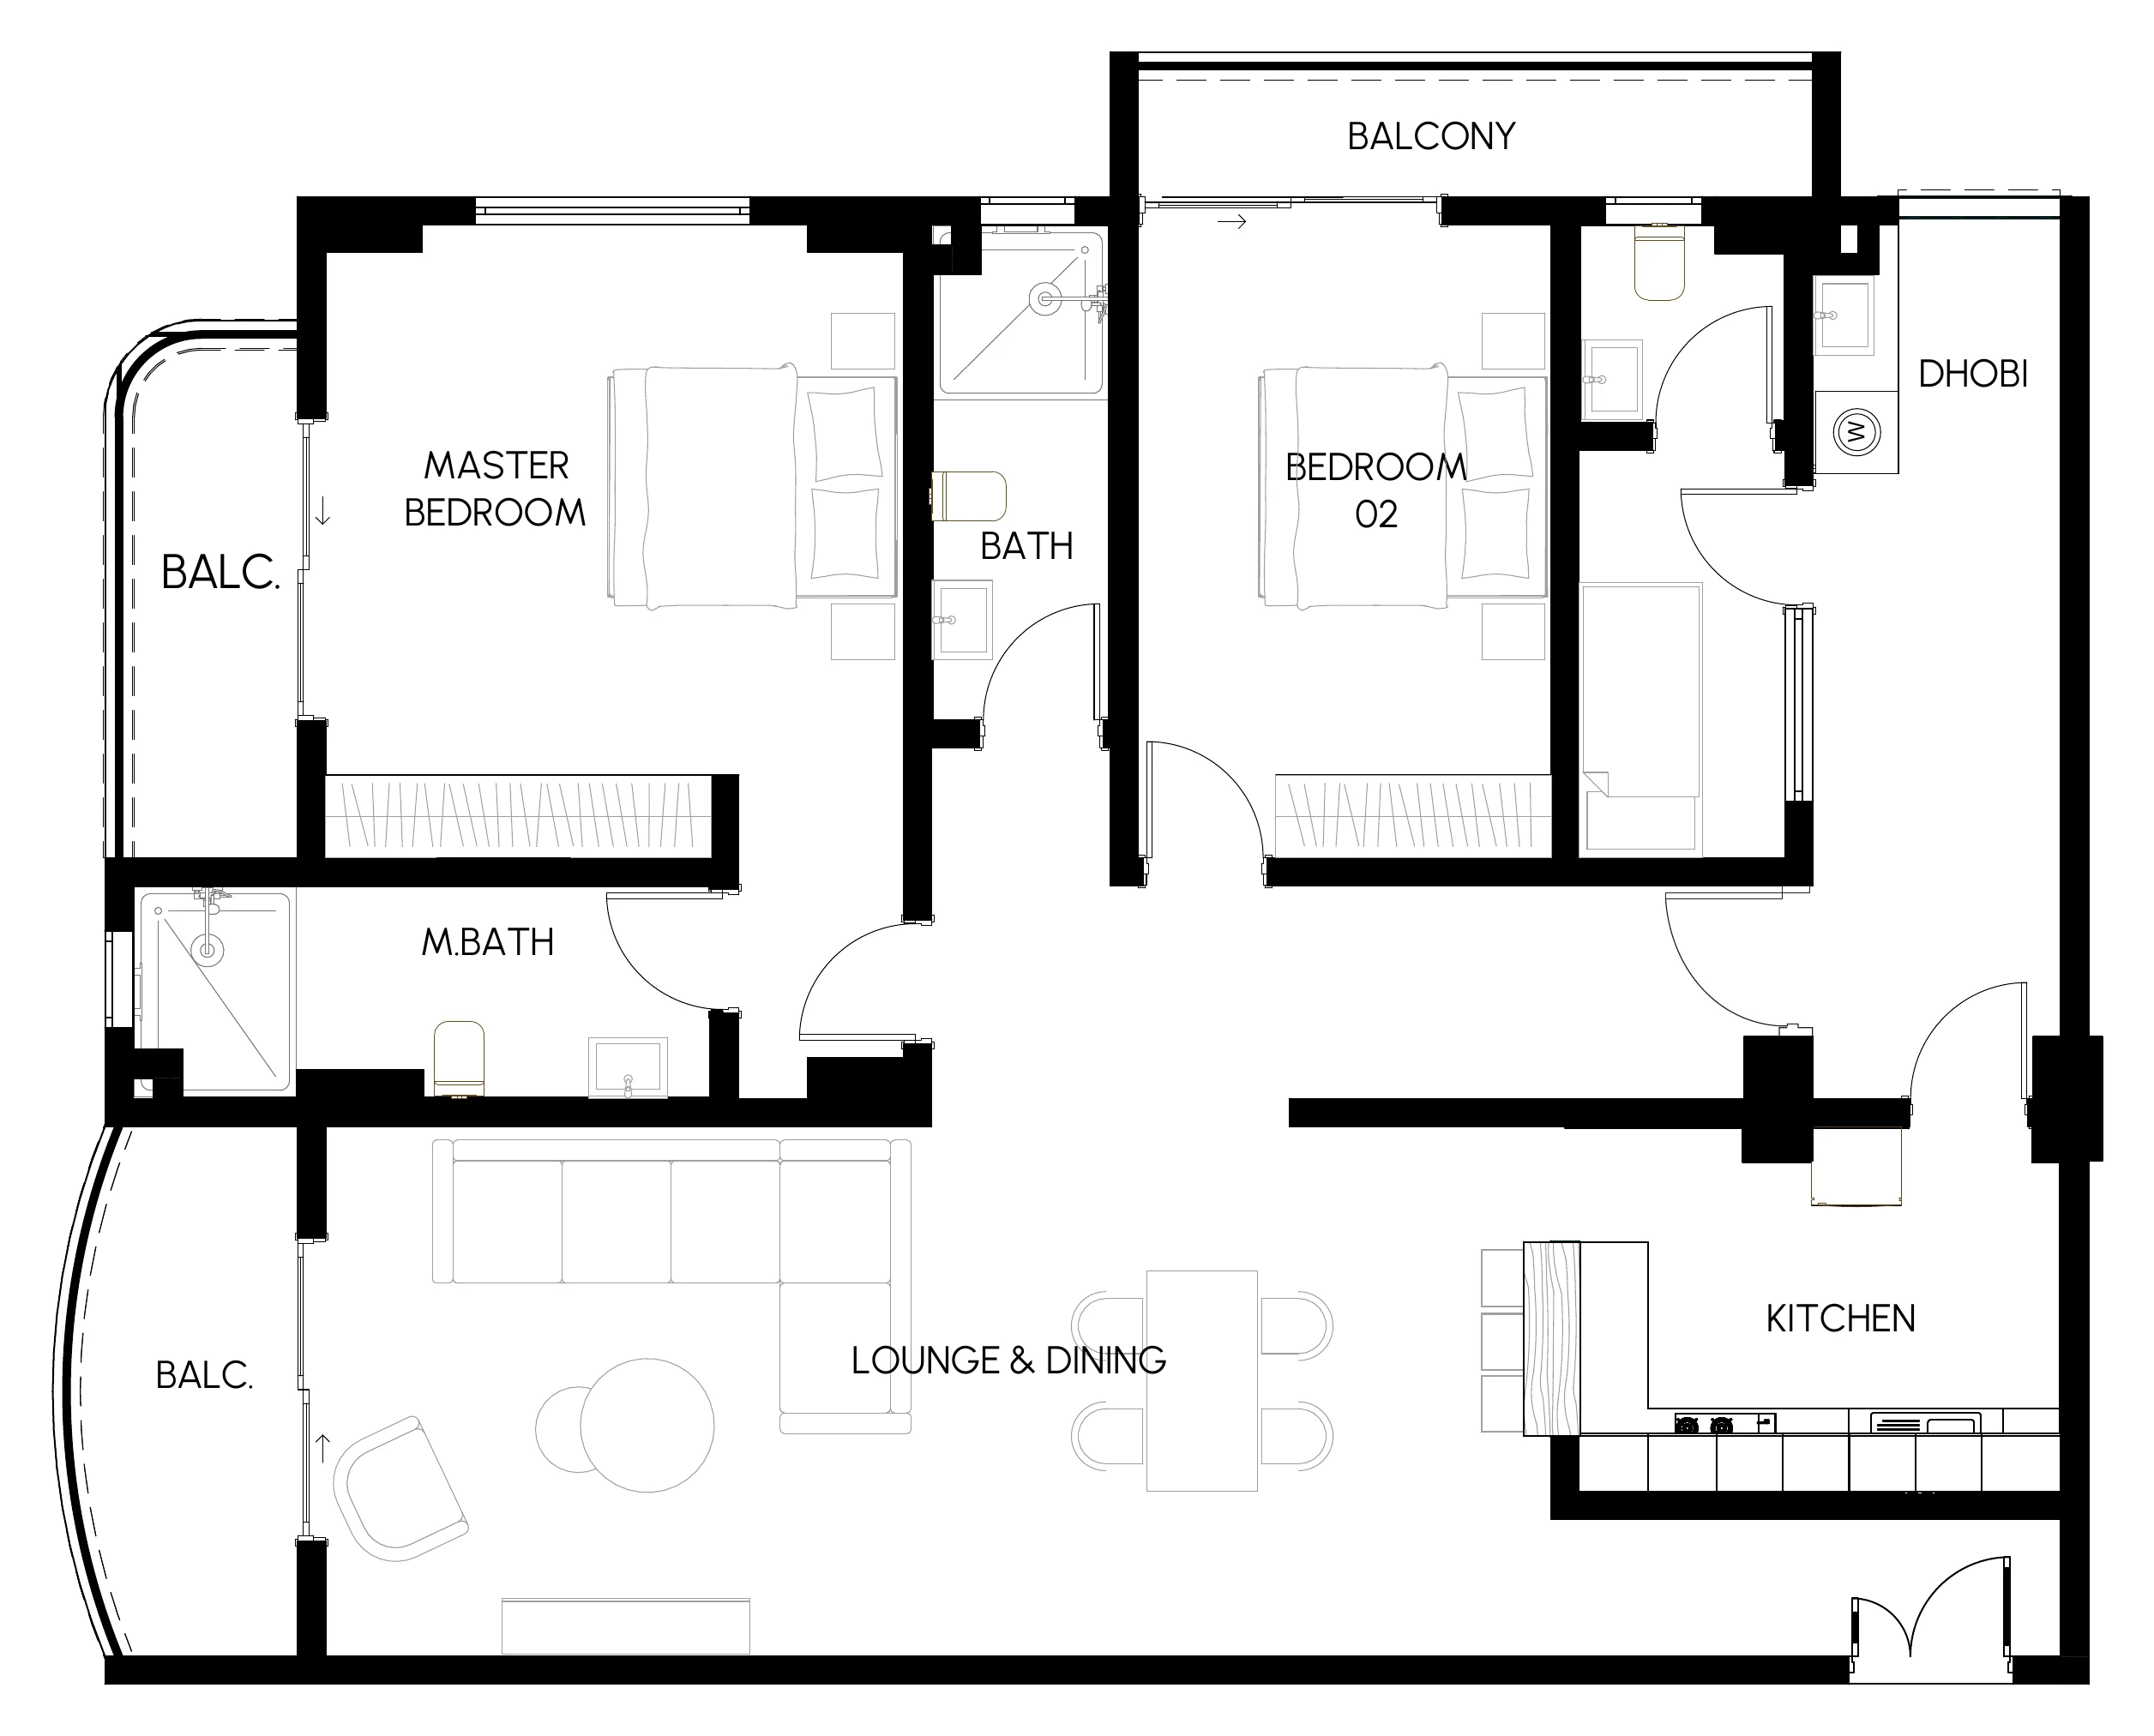 BALCONY
DHOBI
MASTER
BEDROOM
BEDROOM
02
W
BATH
BALC.
M.BATH
KITCHEN
LOUNGE & DINING
BALC.